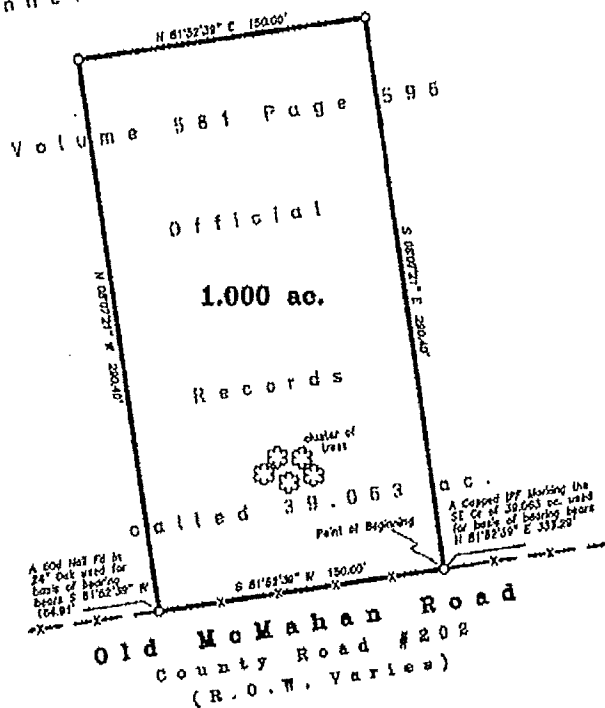 N 81°52'39" E 150.00'
Volume 581 Page 596
Official
S 08°07'21" E 290.40'
N 08°07'21" W 290.40'
1.000 ac.
Records
cluster of
trees
called 39.063 ac.
Point of Beginning
A Capped IPF Marking the
SE Cr of 39.063 ac. used
for basis of bearing bears
N 81°52'39" E
A 60d Nail Fd in
24" Oak used for
basis of bearing
bears S 81°52'39" W
S 81°52'39" W 150.00'
Old McMahan Road
County Road #202
(R.O.W. Varies)